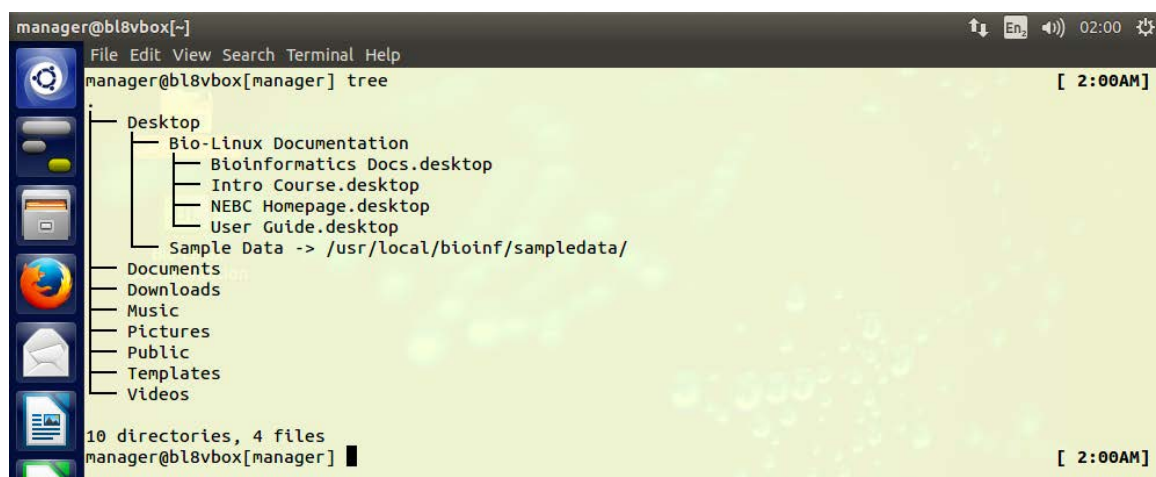 manager@bl8vbox[~] En2 02:00
File Edit View Search Terminal Help
manager@bl8vbox[manager] tree [ 2:00AM]
.
├── Desktop
│   ├── Bio-Linux Documentation
│   │   ├── Bioinformatics Docs.desktop
│   │   ├── Intro Course.desktop
│   │   ├── NEBC Homepage.desktop
│   │   └── User Guide.desktop
│   └── Sample Data -> /usr/local/bioinf/sampledata/
├── Documents
├── Downloads
├── Music
├── Pictures
├── Public
├── Templates
└── Videos
10 directories, 4 files
manager@bl8vbox[manager] [ 2:00AM]